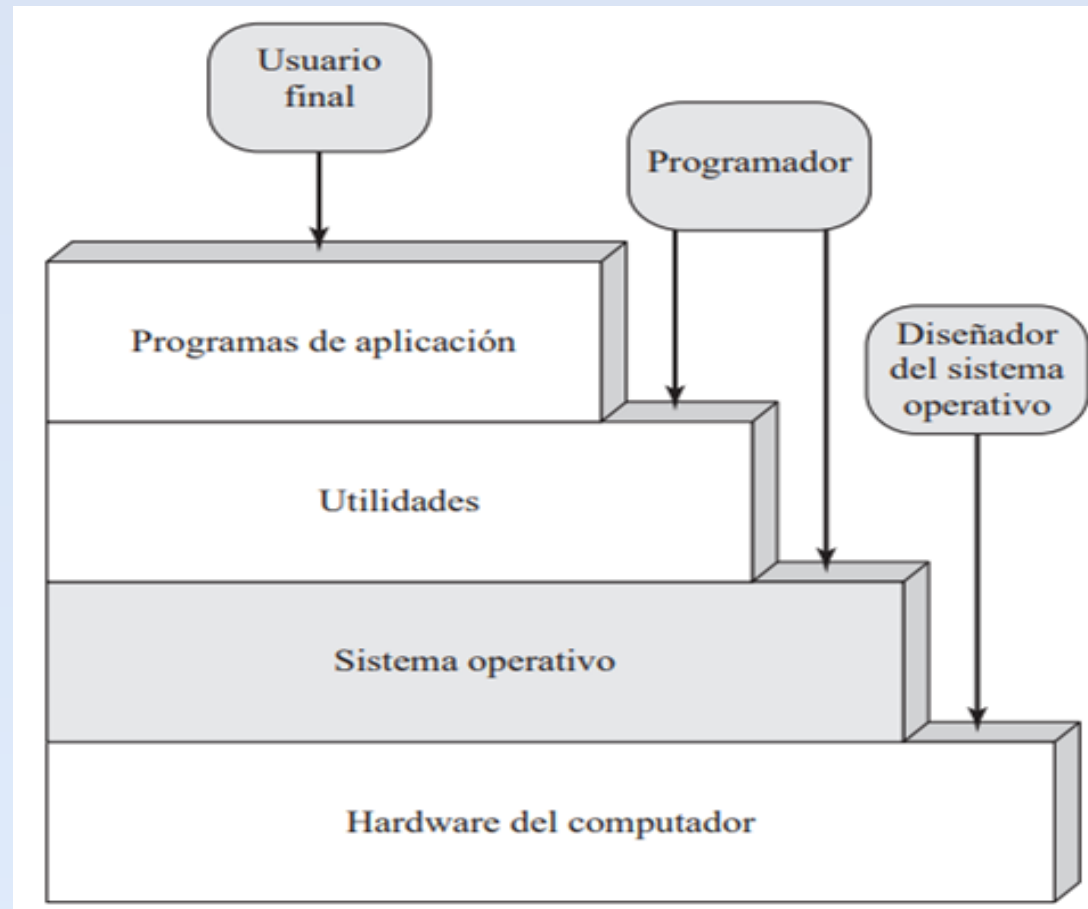 Usuario
final
Programador
Diseñador
del sistema
operativo
Programas de aplicación
Utilidades
Sistema operativo
Hardware del computador